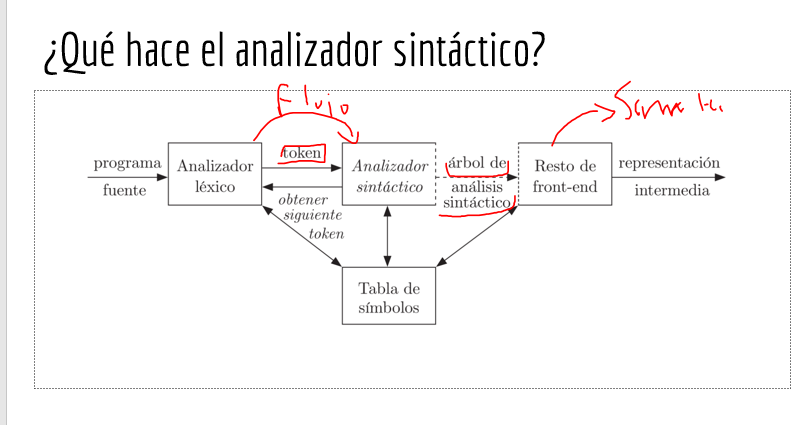 ¿Qué hace el analizador sintáctico?
Flujo
programa
fuente
Analizador
léxico
token
obtener
siguiente
token
Analizador
sintáctico
árbol de
análisis
sintáctico
Resto de
front-end
representación
intermedia
Tabla de
símbolos